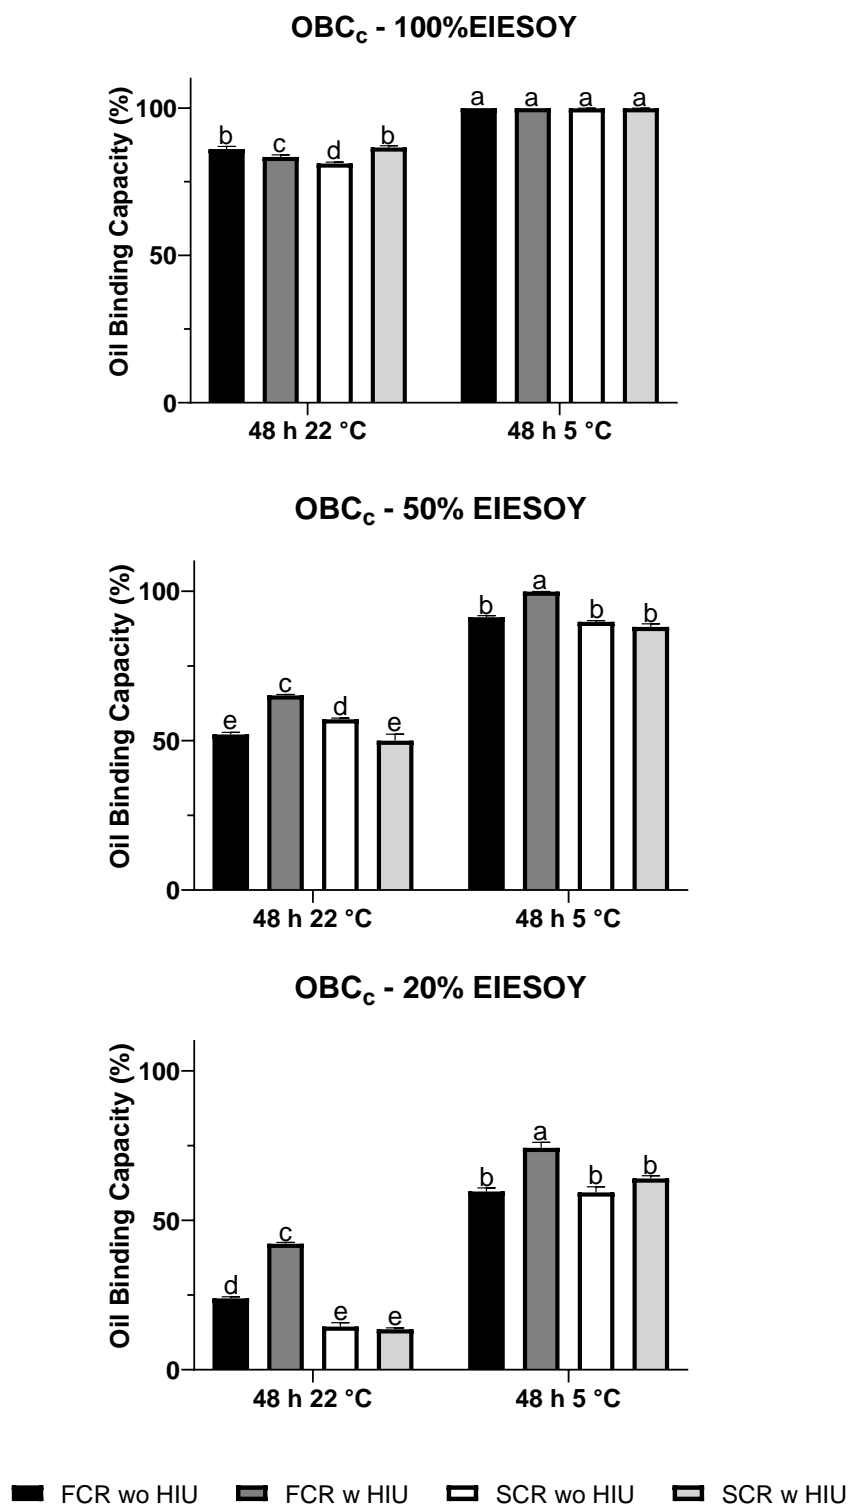 OBCc - 100%EIESOY
Oil Binding Capacity (%)
100
50
0
b
c
d
b
a
a
a
a
48 h 22 °C
48 h 5 °C
OBCc - 50% EIESOY
Oil Binding Capacity (%)
100
50
0
e
c
d
e
b
a
b
b
48 h 22 °C
48 h 5 °C
OBCc - 20% EIESOY
Oil Binding Capacity (%)
100
50
0
d
c
e
e
b
a
b
b
48 h 22 °C
48 h 5 °C
FCR wo HIU
FCR w HIU
SCR wo HIU
SCR w HIU